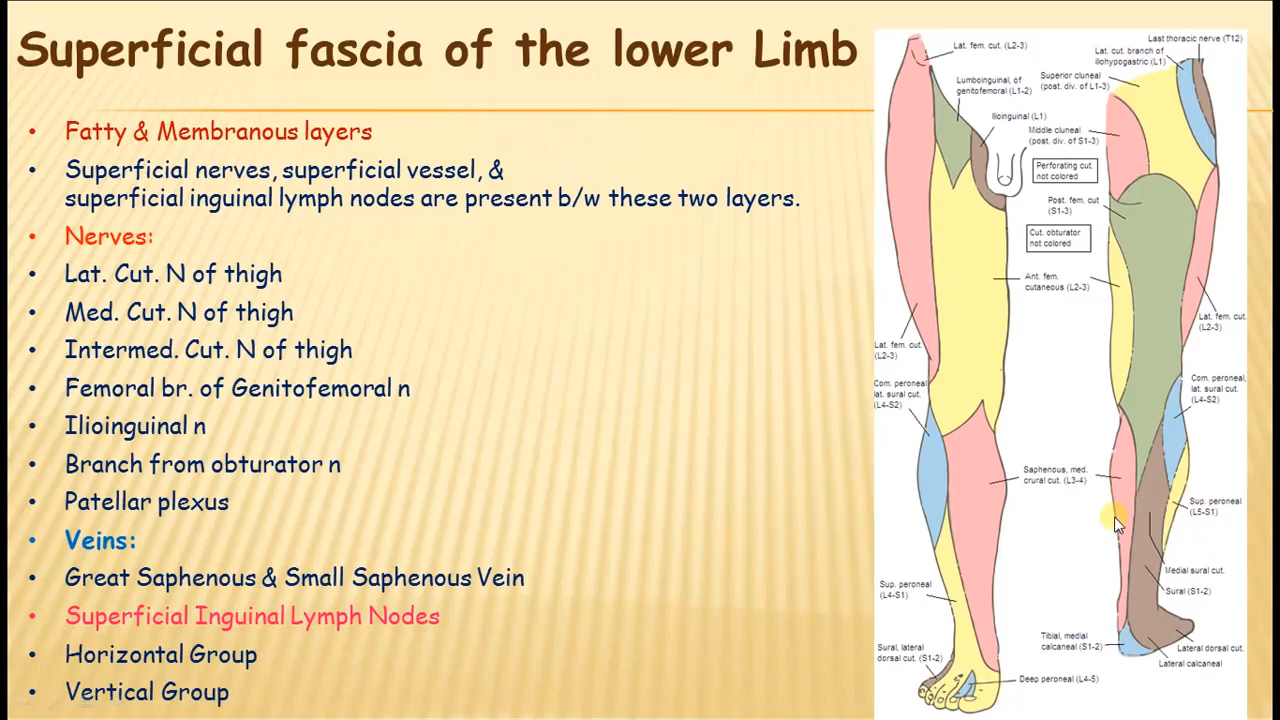 Superficial fascia of the lower Limb
• Fatty & Membranous layers
• Superficial nerves, superficial vessel, &
superficial inguinal lymph nodes are present b/w these two layers.
• Nerves:
• Lat. Cut. N of thigh
• Med. Cut. N of thigh
• Intermed. Cut. N of thigh
• Femoral br. of Genitofemoral n
• Ilioinguinal n
• Branch from obturator n
• Patellar plexus
• Veins:
• Great Saphenous & Small Saphenous Vein
• Superficial Inguinal Lymph Nodes
• Horizontal Group
• Vertical Group
Lat. fem. cut. (L2-3)
Lumboinguinal, of
genitofemoral (L1-2)
Ilioinguinal (L1)
Last thoracic nerve (T12)
Lat. cut. branch of
iliohypogastric (L1)
Superior cluneal
(post. div. of L1-3)
Middle cluneal
(post. div. of S1-3)
Perforating cut.
not colored
Post. fem. cut
(S1-3)
Cut. obturator
not colored
Ant. fem.
cutaneous (L2-3)
Lat. fem. cut.
(L2-3)
Lat. fem. cut.
(L2-3)
Com. peroneal
lat. sural cut.
(L4-S2)
Com. peroneal,
lat. sural cut.
(L4-S2)
Saphenous, med.
crural cut. (L3-4)
Sup. peroneal
(L5-S1)
Medial sural cut.
Sural (S1-2)
Sup. peroneal
(L4-S1)
Tibial, medial
calcaneal (S1-2)
Lateral dorsal cut.
Lateral calcaneal
Sural, lateral
dorsal cut. (S1-2)
Deep peroneal (L4-5)